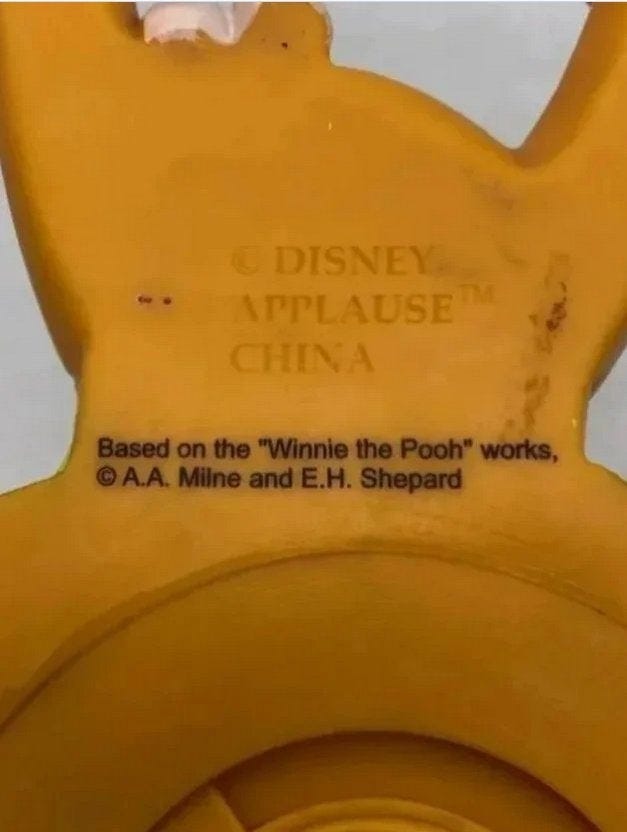 © DISNEY
APPLAUSE™
CHINA
Based on the "Winnie the Pooh" works,
© A.A. Milne and E.H. Shepard